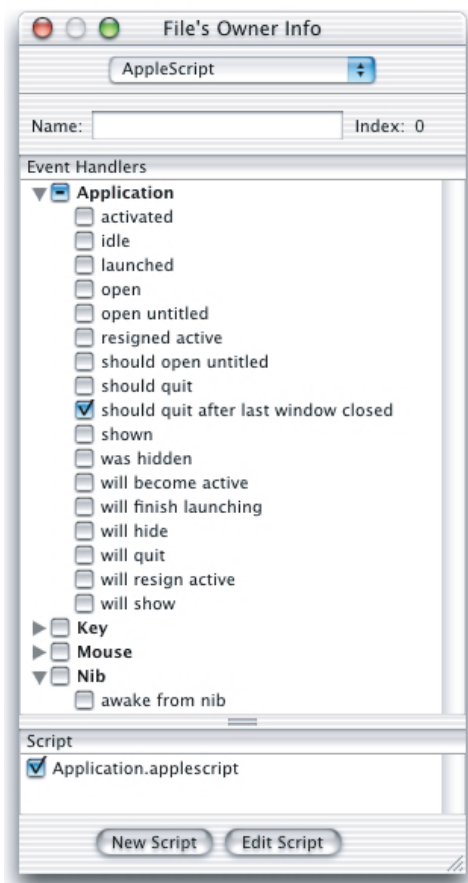 File's Owner Info
AppleScript
Name: Index: 0
Event Handlers
Application
activated
idle
launched
open
open untitled
resigned active
should open untitled
should quit
should quit after last window closed
shown
was hidden
will become active
will finish launching
will hide
will quit
will resign active
will show
Key
Mouse
Nib
awake from nib
Script
Application.applescript
New Script Edit Script